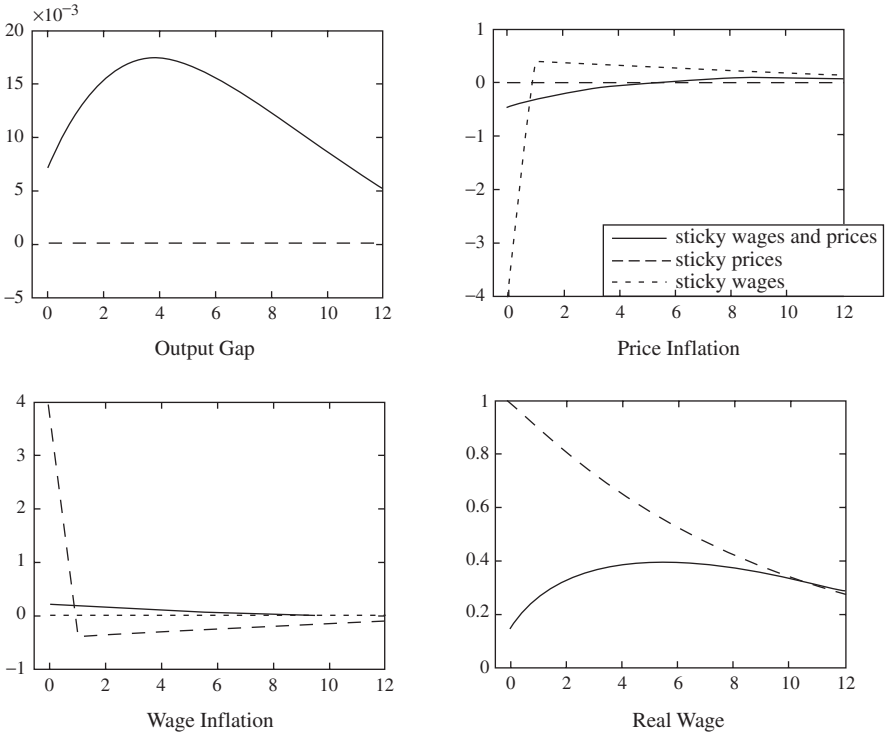 ×10⁻³
20
15
10
5
0
−5
0 2 4 6 8 10 12
Output Gap
1
0
−1
−2
−3
−4
sticky wages and prices
sticky prices
sticky wages
0 2 4 6 8 10 12
Price Inflation
4
3
2
1
0
−1
0 2 4 6 8 10 12
Wage Inflation
1
0.8
0.6
0.4
0.2
0
0 2 4 6 8 10 12
Real Wage